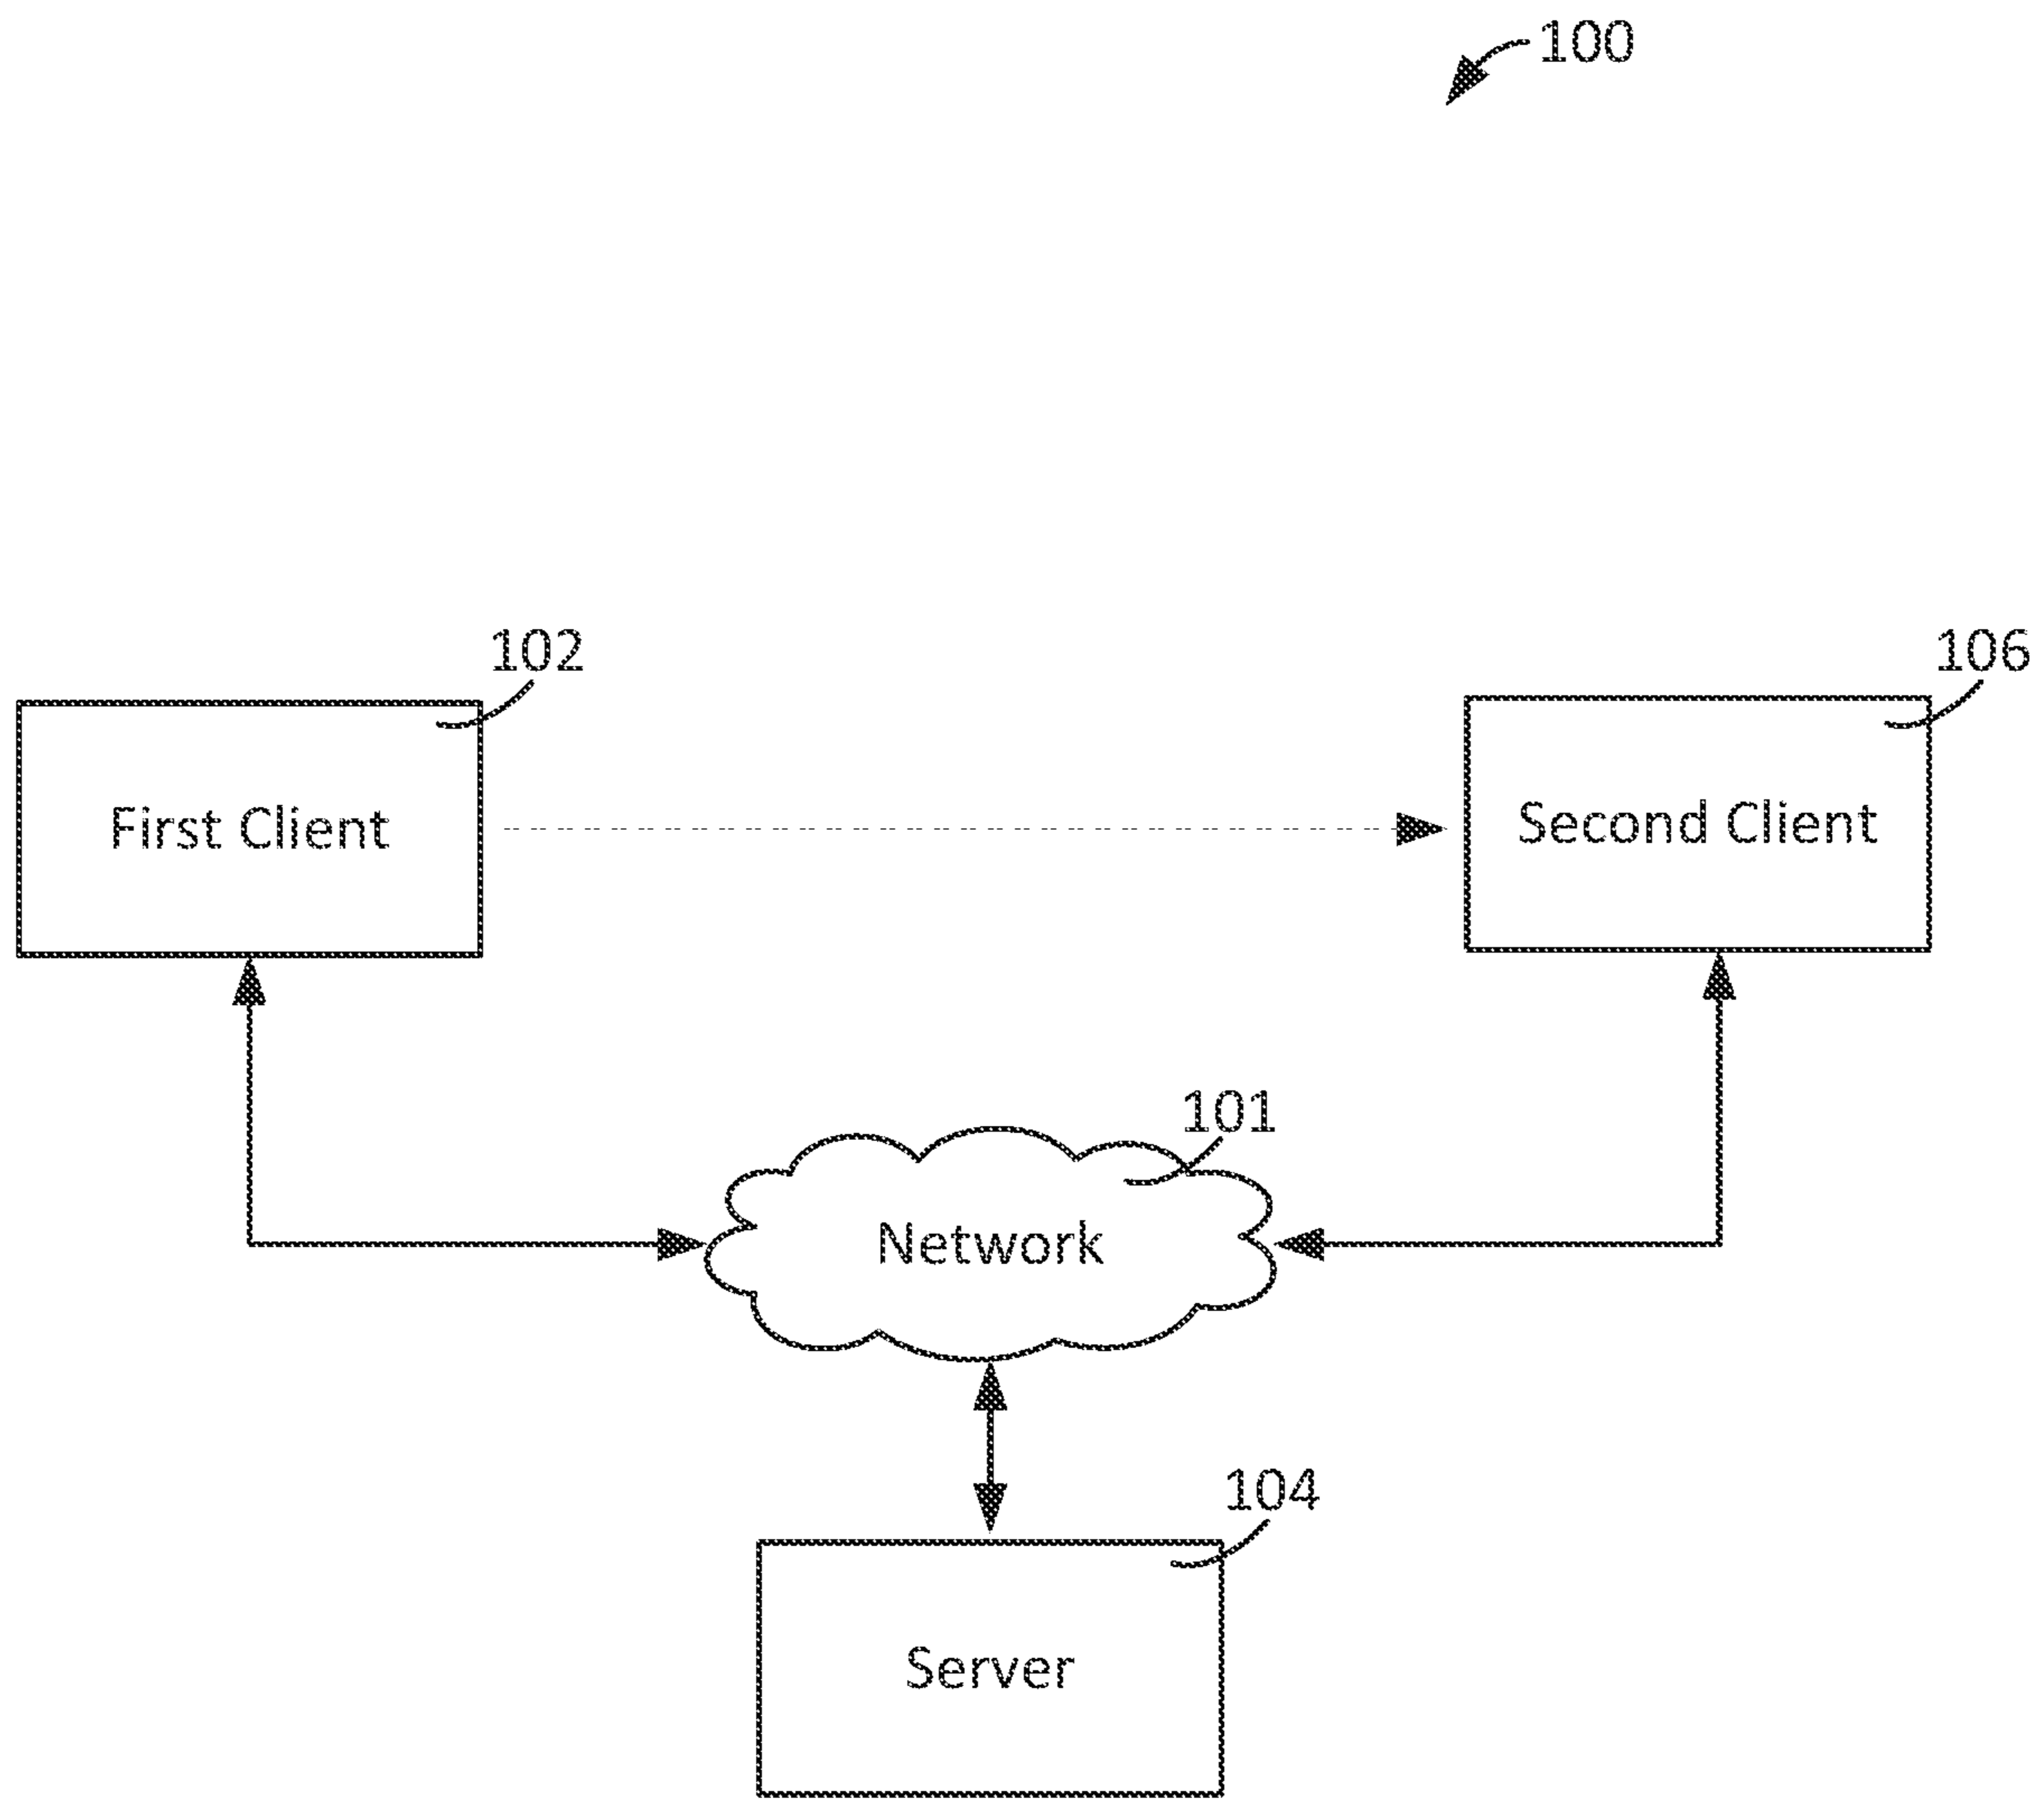 100
102
106
First Client
Second Client
101
Network
104
Server